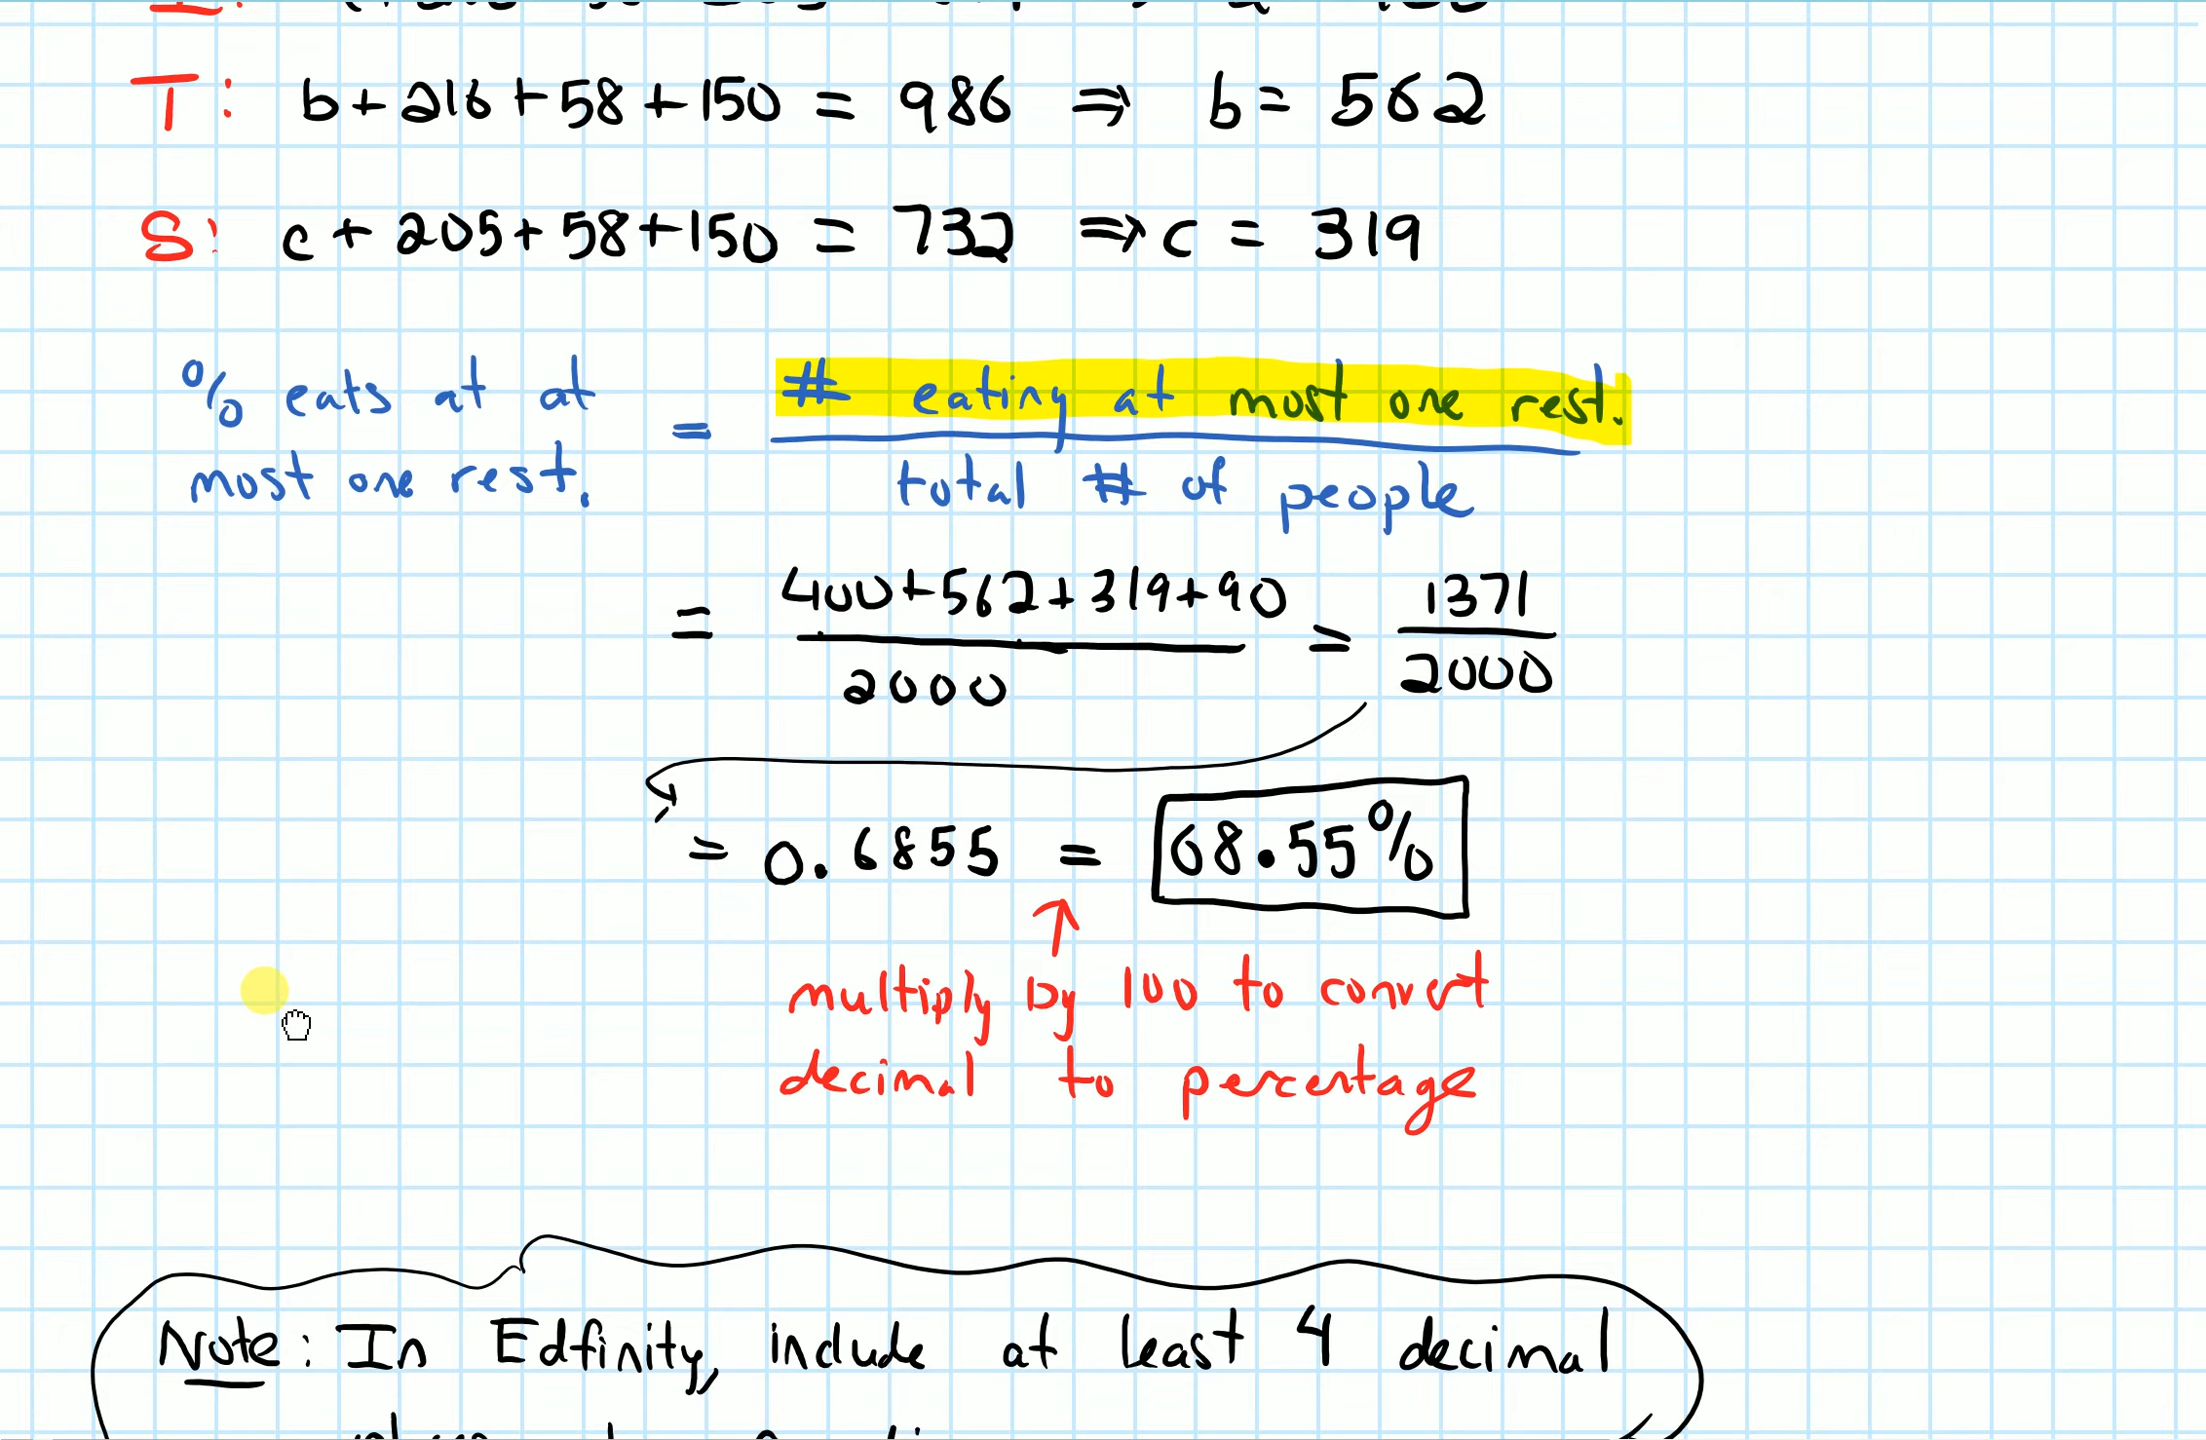 T: b+216+58+150 = 986 ⇒ b = 562
S: c+205+58+150 = 732 ⇒ c = 319
% eats at at most one rest. = # eating at most one rest. / total # of people
= 400+562+319+90 / 2000 = 1371 / 2000
= 0.6855 = 68.55%
multiply by 100 to convert
decimal to percentage
Note: In Edfinity, include at least 4 decimal